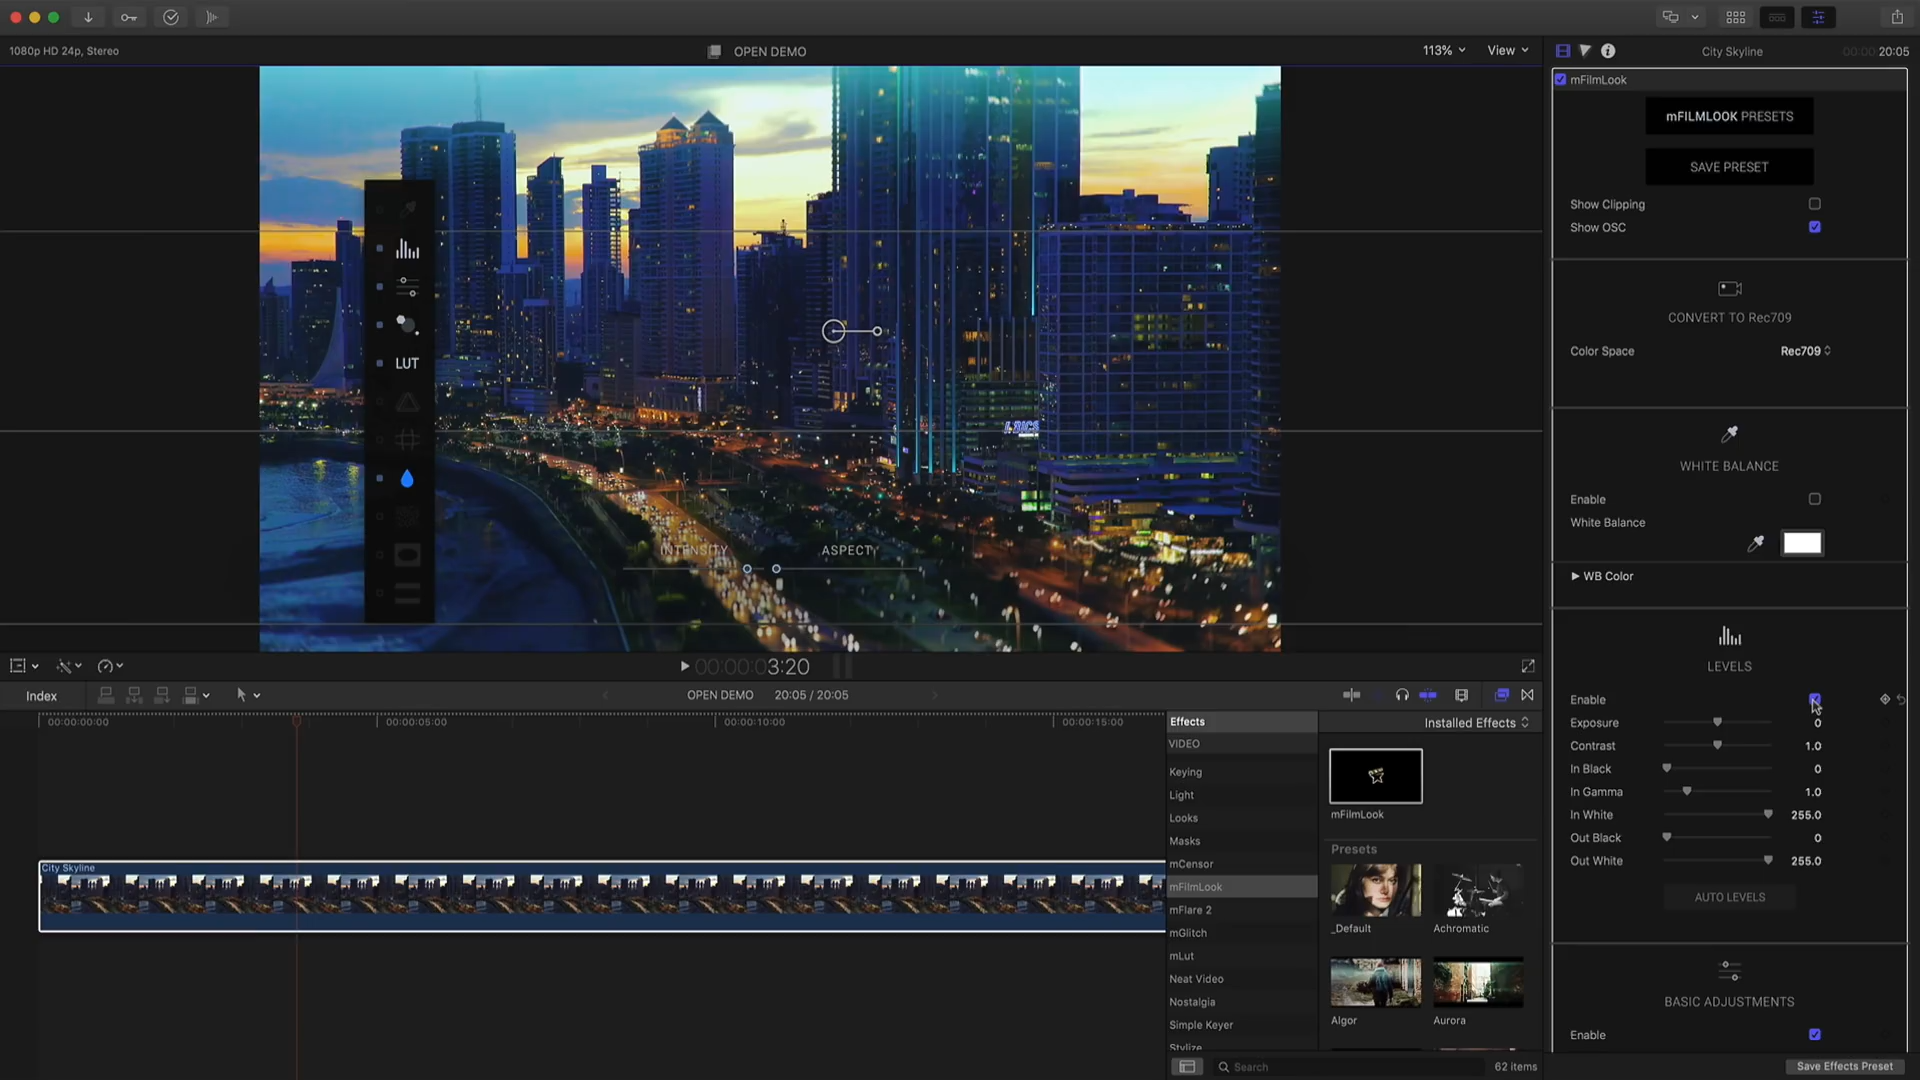 1080p HD 24p, Stereo
OPEN DEMO
113%
View
City Skyline
00:00:20:05
mFilmLook
mFILMLOOK PRESETS
SAVE PRESET
Show Clipping
Show OSC
CONVERT TO Rec709
Color Space
Rec709
WHITE BALANCE
Enable
White Balance
WB Color
LEVELS
Enable
Exposure
0
Contrast
1.0
In Black
0
In Gamma
1.0
In White
255.0
Out Black
0
Out White
255.0
AUTO LEVELS
BASIC ADJUSTMENTS
Enable
Save Effects Preset
LUT
INTENSITY
ASPECT
00:00:03:20
Index
OPEN DEMO
20:05 / 20:05
00:00:00:00
00:00:05:00
00:00:10:00
00:00:15:00
City Skyline
Effects
Installed Effects
VIDEO
Keying
Light
Looks
Masks
mCensor
mFilmLook
mFlare 2
mGlitch
mLut
Neat Video
Nostalgia
Simple Keyer
Stylize
mFilmLook
Presets
_Default
Achromatic
Algor
Aurora
Search
62 items